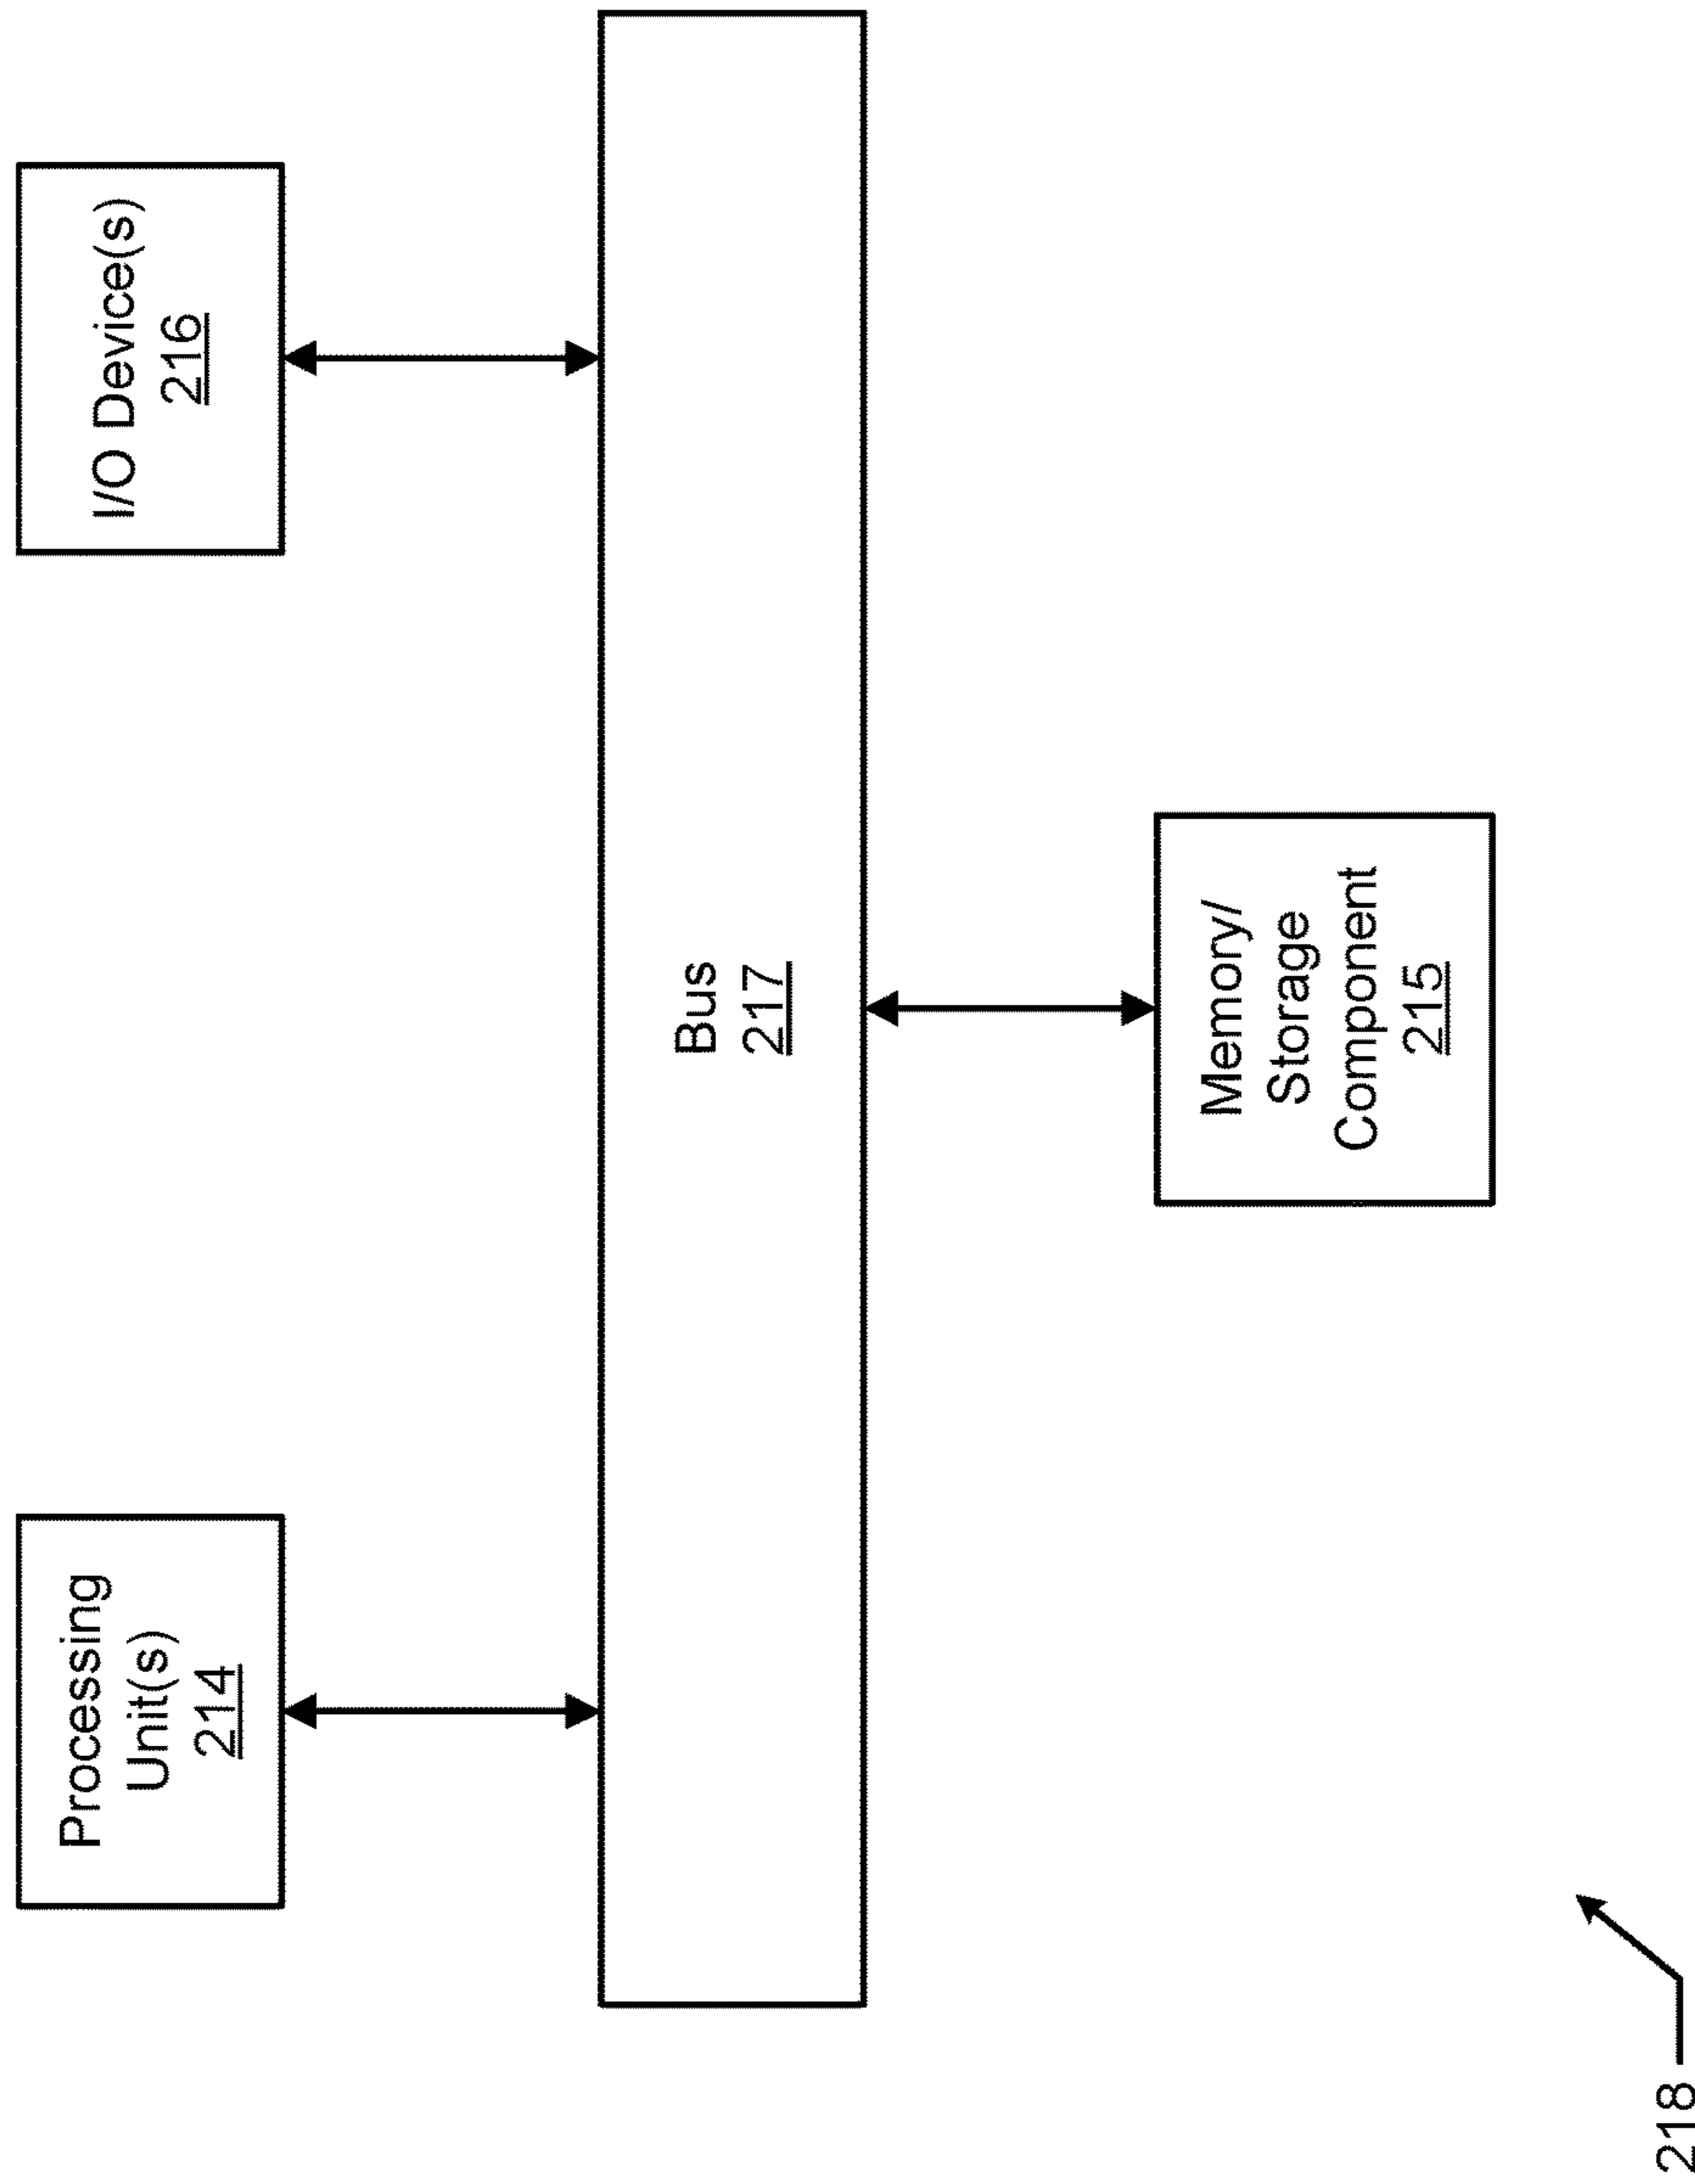 Processing
Unit(s)
214
I/O Device(s)
216
Bus
217
Memory/
Storage
Component
215
218